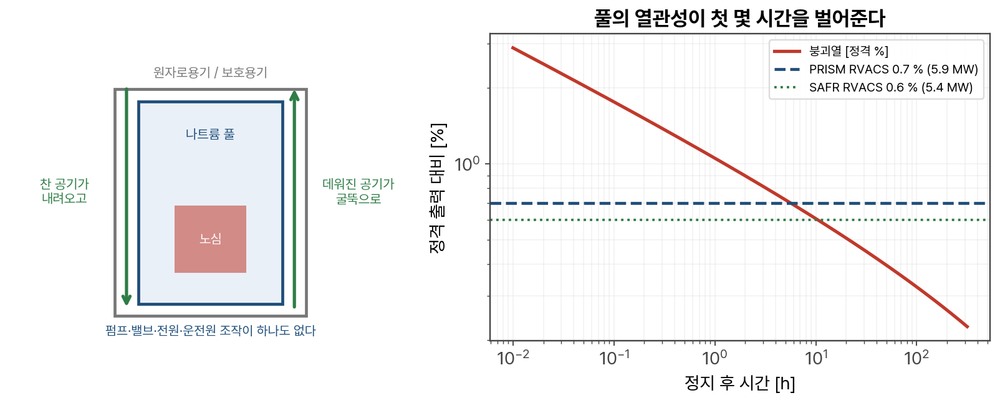 원자로용기 / 보호용기
나트륨 풀
찬 공기가
내려오고
데워진 공기가
굴뚝으로
노심
펌프·밸브·전원·운전원 조작이 하나도 없다
풀의 열관성이 첫 몇 시간을 벌어준다
붕괴열 [정격 %]
PRISM RVACS 0.7 % (5.9 MW)
SAFR RVACS 0.6 % (5.4 MW)
정격 출력 대비 [%]
10⁰
10⁻² 10⁻¹ 10⁰ 10¹ 10²
정지 후 시간 [h]